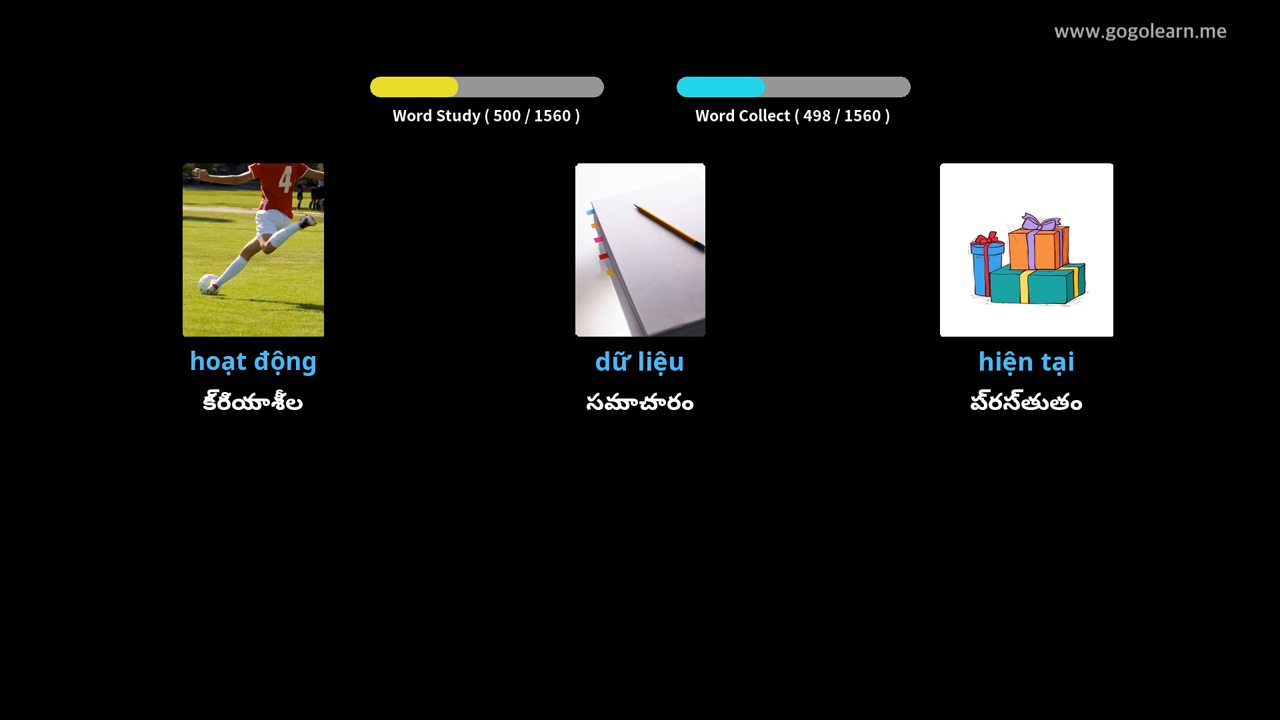 www.gogolearn.me
Word Study ( 500 / 1560 )
Word Collect ( 498 / 1560 )
4
hoạt động
dữ liệu
hiện tại
క్రియాశీల
సమాచారం
ప్రస్తుతం